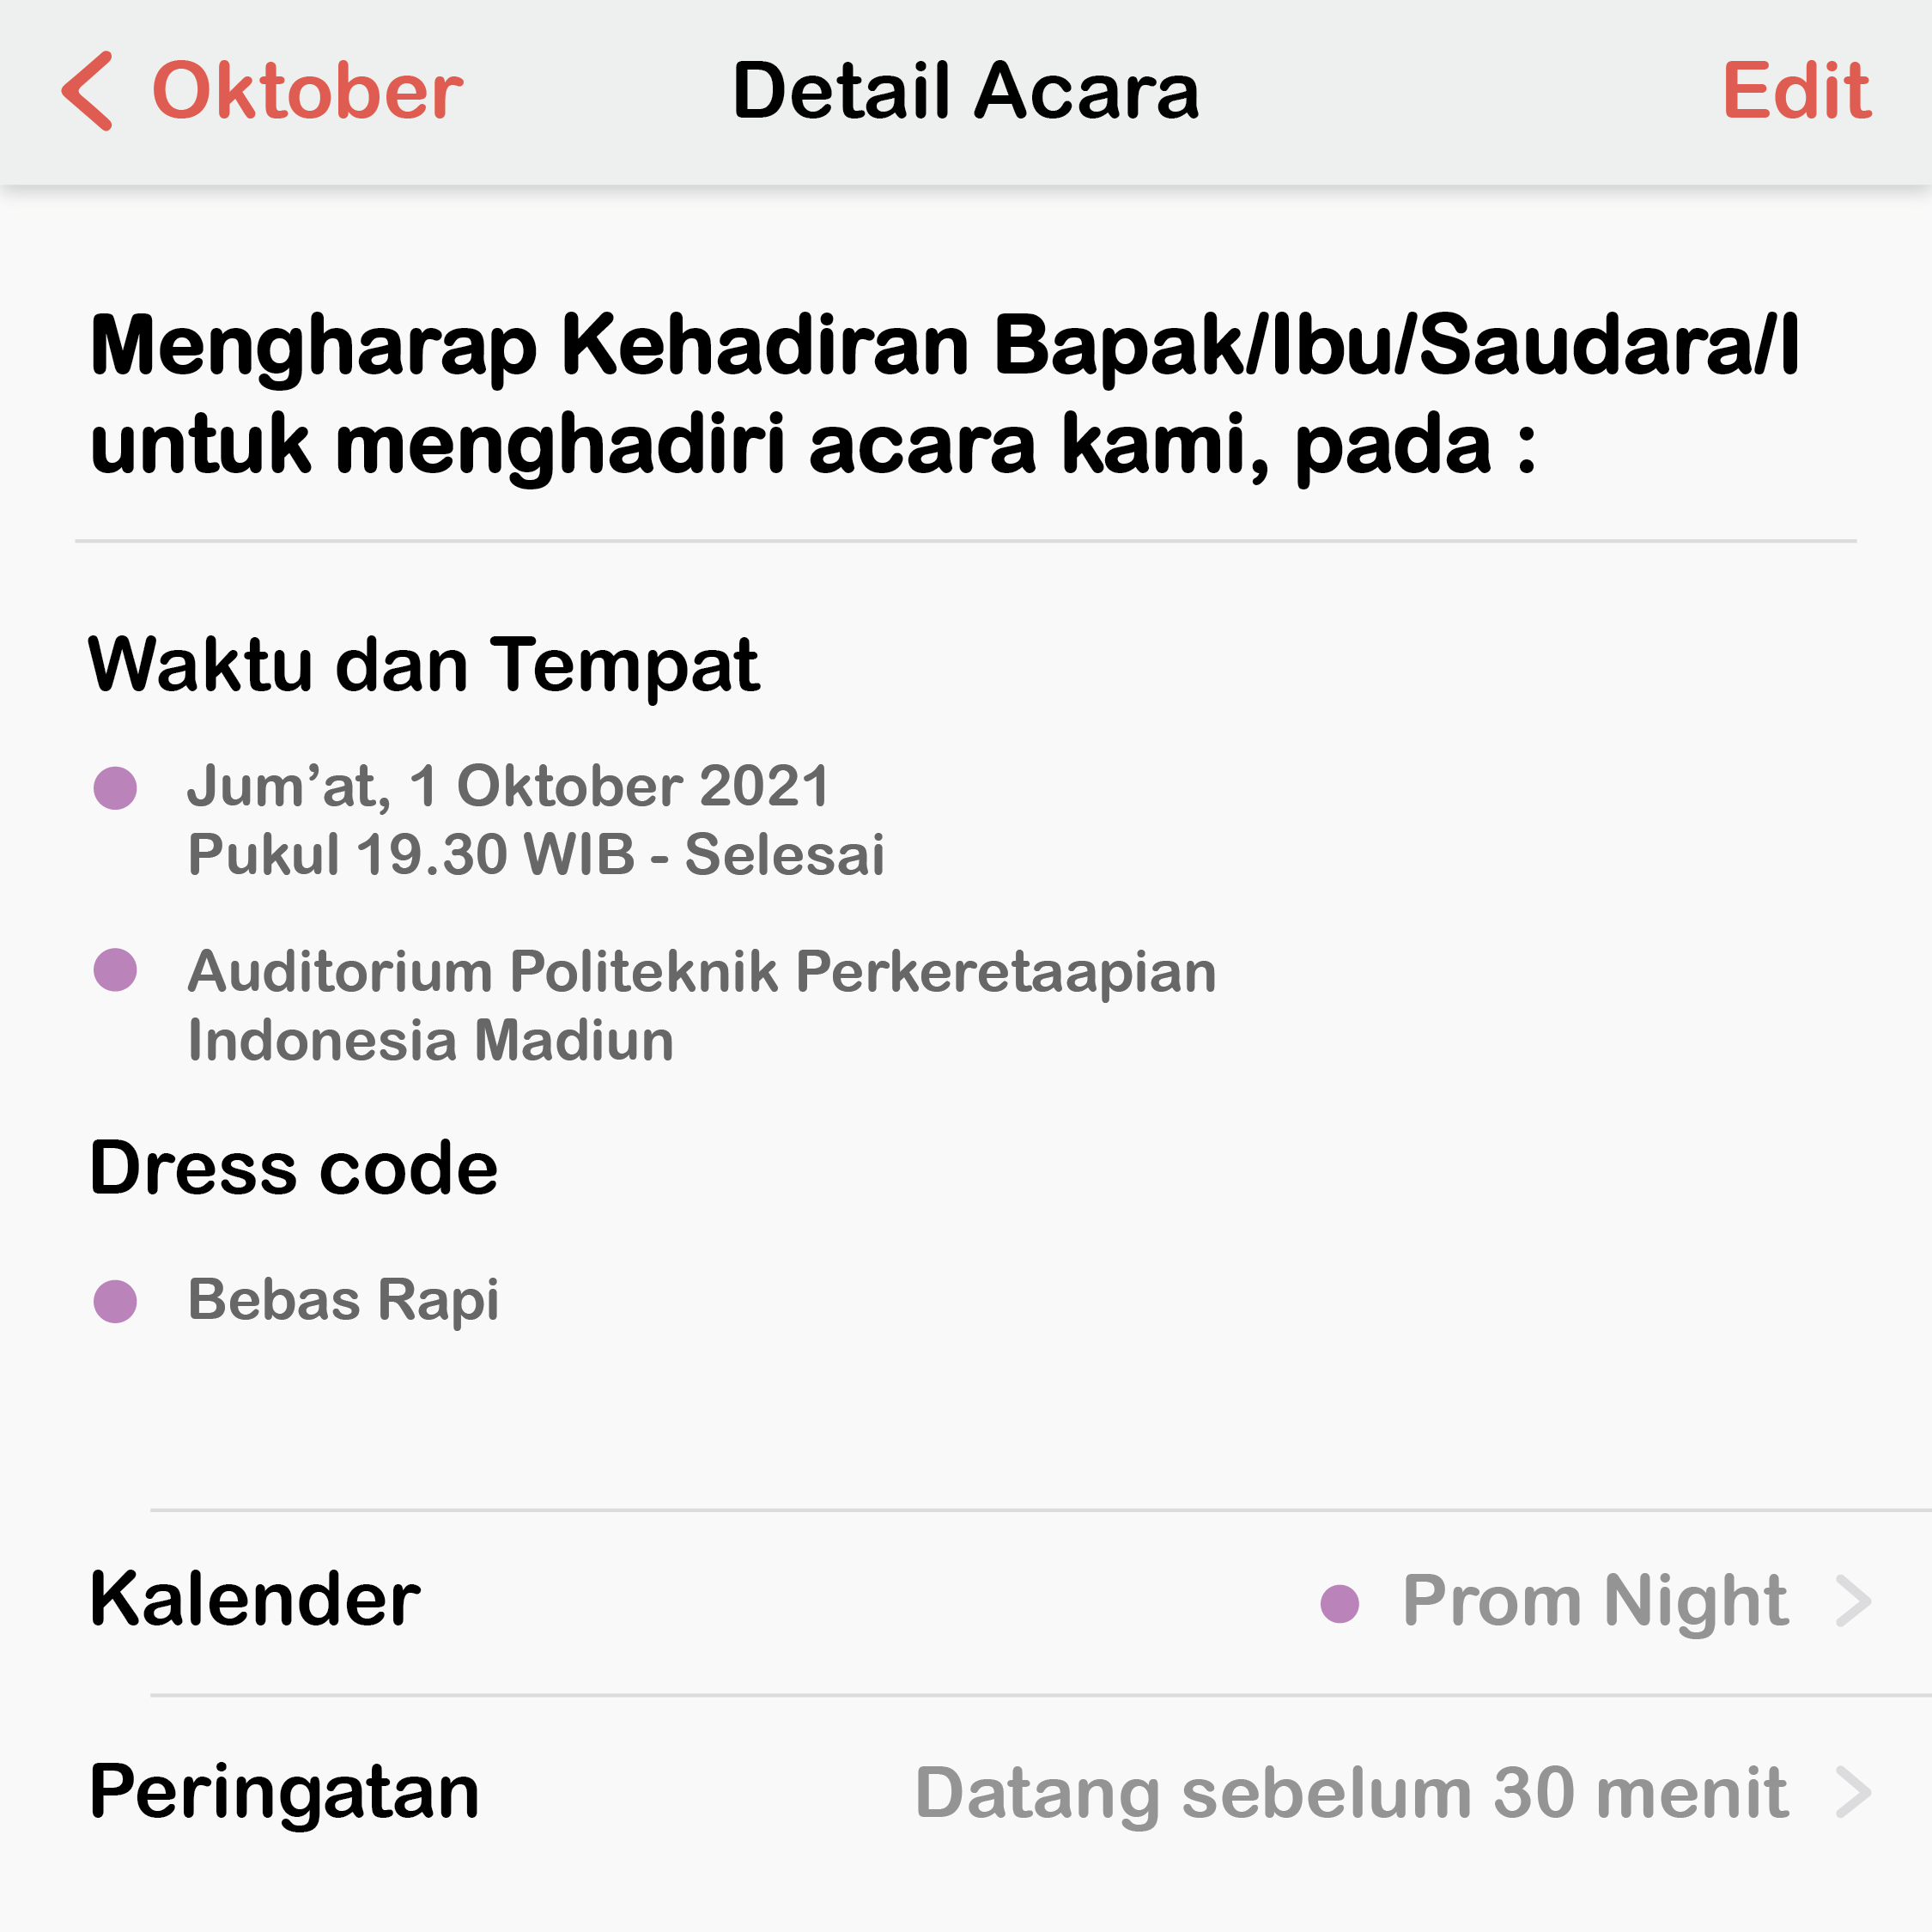 Oktober Detail Acara Edit
Mengharap Kehadiran Bapak/Ibu/Saudara/I
untuk menghadiri acara kami, pada :
Waktu dan Tempat
Jum’at, 1 Oktober 2021
Pukul 19.30 WIB - Selesai
Auditorium Politeknik Perkeretaapian
Indonesia Madiun
Dress code
Bebas Rapi
Kalender Prom Night
Peringatan Datang sebelum 30 menit